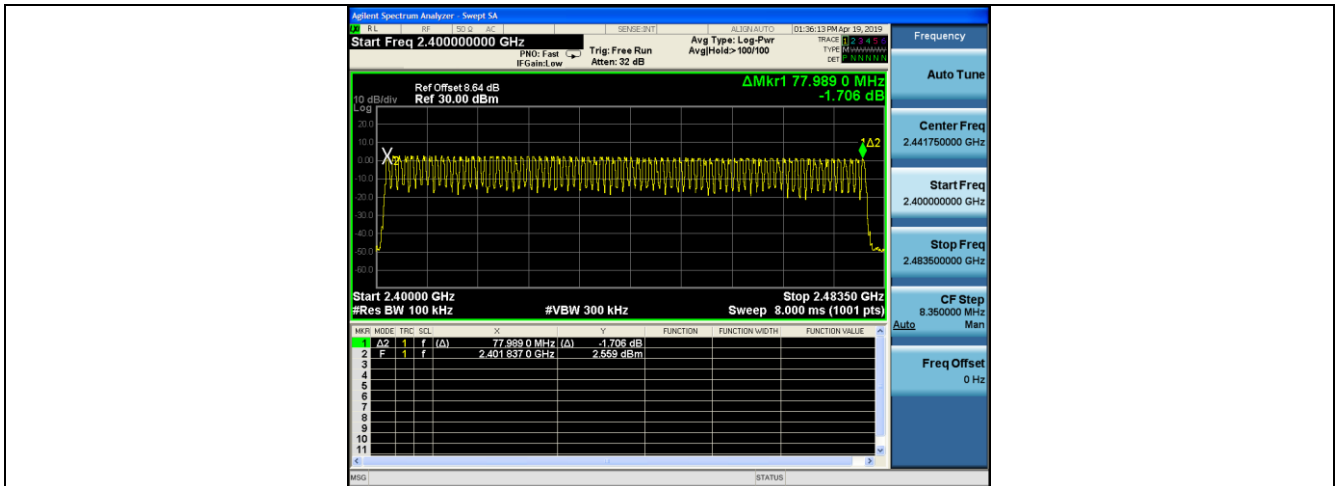 Agilent Spectrum Analyzer - Swept SA
RL RF 50 Ω AC SENSE:INT ALIGN AUTO 01:36:13 PM Apr 19, 2019
Start Freq 2.400000000 GHz
PNO: Fast
IFGain:Low
Trig: Free Run
Atten: 32 dB
Avg Type: Log-Pwr
Avg|Hold:>100/100
TRACE 1 2 3 4 5 6
TYPE M
DET P N N N N N
ΔMkr1 77.989 0 MHz
-1.706 dB
Ref Offset 8.64 dB
10 dB/div Ref 30.00 dBm
Log
20.0
10.0
0.00
-10.0
-20.0
-30.0
-40.0
-50.0
-60.0
X2
1Δ2
Start 2.40000 GHz Stop 2.48350 GHz
#Res BW 100 kHz #VBW 300 kHz Sweep 8.000 ms (1001 pts)
MKR MODE TRC SCL X Y FUNCTION FUNCTION WIDTH FUNCTION VALUE
1 Δ2 1 f (Δ) 77.989 0 MHz (Δ) -1.706 dB
2 F 1 f 2.401 837 0 GHz 2.559 dBm
3
4
5
6
7
8
9
10
11
MSG STATUS
Frequency
Auto Tune
Center Freq
2.441750000 GHz
Start Freq
2.400000000 GHz
Stop Freq
2.483500000 GHz
CF Step
8.350000 MHz
Auto Man
Freq Offset
0 Hz